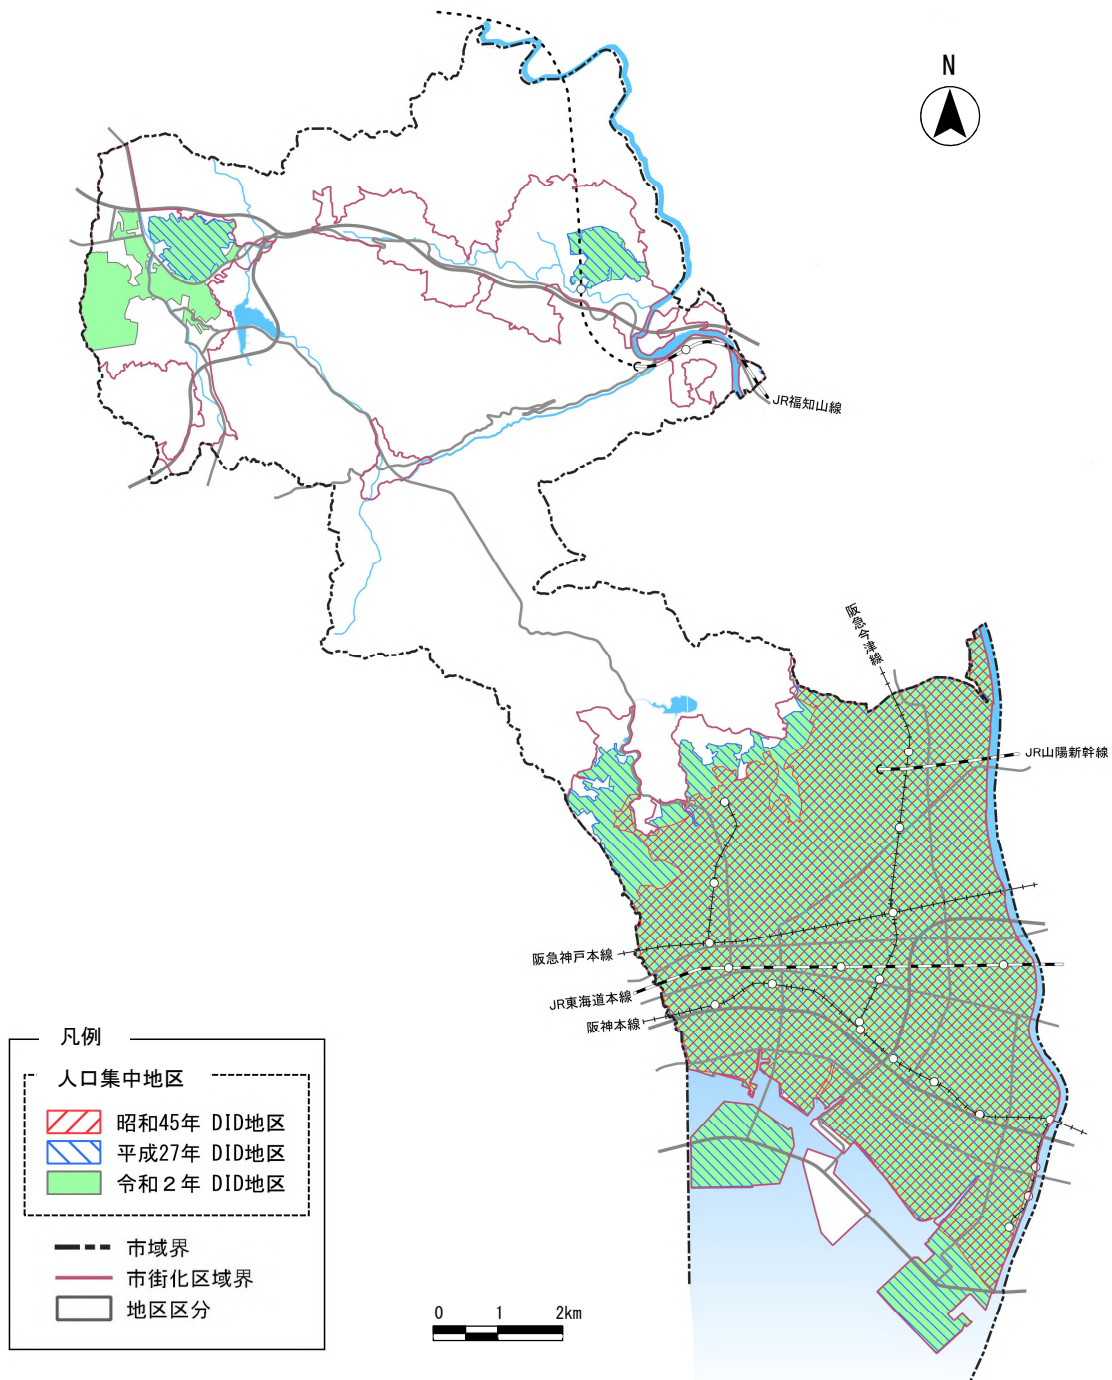 N
JR福知山線
阪急今津線
JR山陽新幹線
阪急神戸本線
JR東海道本線
阪神本線
凡例
人口集中地区
昭和45年 DID地区
平成27年 DID地区
令和２年 DID地区
市域界
市街化区域界
地区区分
0 1 2km